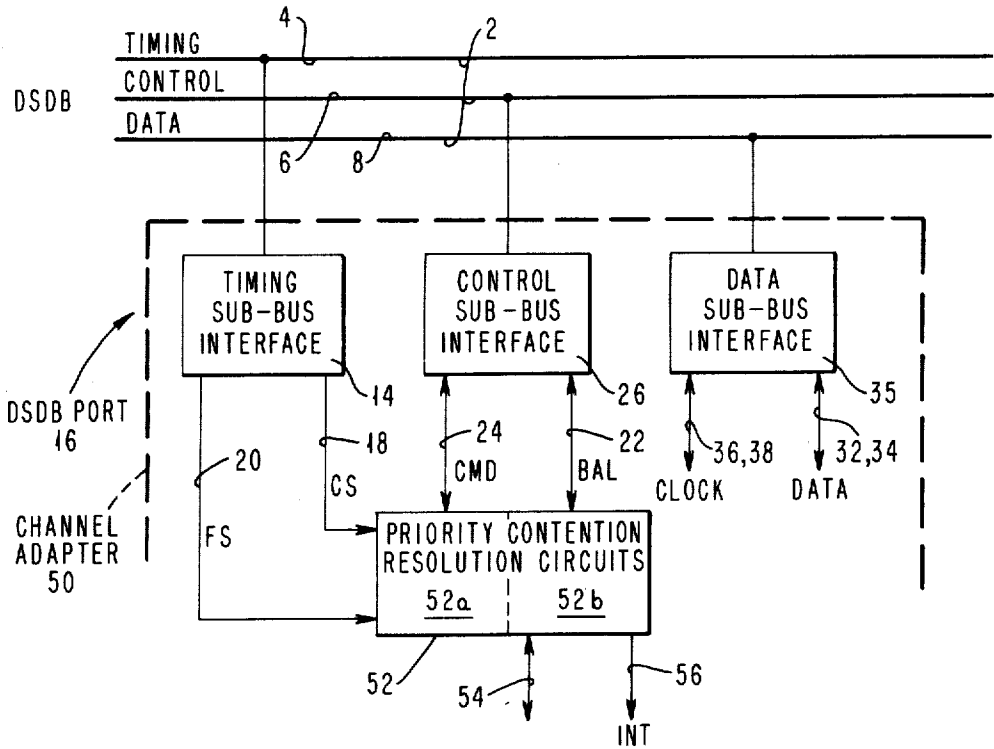 TIMING
4
2
CONTROL
DSDB
DATA
6
8
TIMING
SUB-BUS
INTERFACE
CONTROL
SUB-BUS
INTERFACE
DATA
SUB-BUS
INTERFACE
14
26
35
DSDB PORT
16
20
18
24
22
36,38
32,34
CS
CMD
BAL
CLOCK
DATA
CHANNEL
ADAPTER
50
FS
PRIORITY CONTENTION
RESOLUTION CIRCUITS
52a
52b
52
54
56
INT